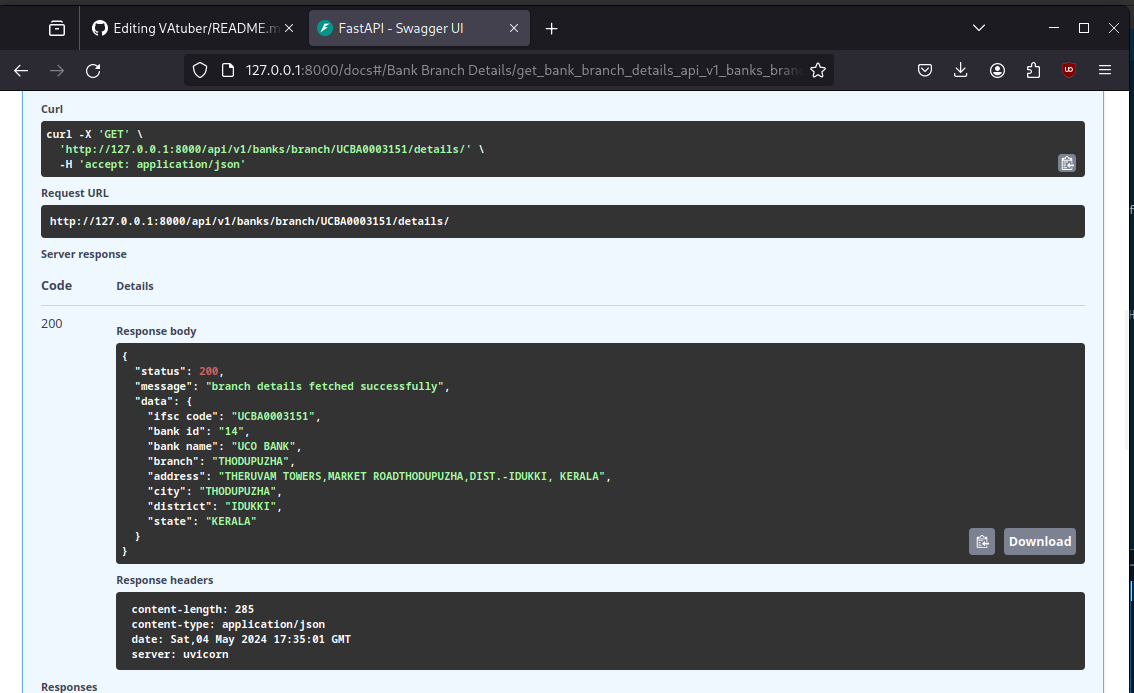 Editing VAtuber/README.m
FastAPI - Swagger UI
127.0.0.1:8000/docs#/Bank Branch Details/get_bank_branch_details_api_v1_banks_bran
Curl
curl -X 'GET' \
  'http://127.0.0.1:8000/api/v1/banks/branch/UCBA0003151/details/' \
  -H 'accept: application/json'
Request URL
http://127.0.0.1:8000/api/v1/banks/branch/UCBA0003151/details/
Server response
Code Details
200
Response body
{
  "status": 200,
  "message": "branch details fetched successfully",
  "data": {
    "ifsc code": "UCBA0003151",
    "bank id": "14",
    "bank name": "UCO BANK",
    "branch": "THODUPUZHA",
    "address": "THERUVAM TOWERS,MARKET ROADTHODUPUZHA,DIST.-IDUKKI, KERALA",
    "city": "THODUPUZHA",
    "district": "IDUKKI",
    "state": "KERALA"
  }
}
Download
Response headers
content-length: 285
content-type: application/json
date: Sat,04 May 2024 17:35:01 GMT
server: uvicorn
Responses